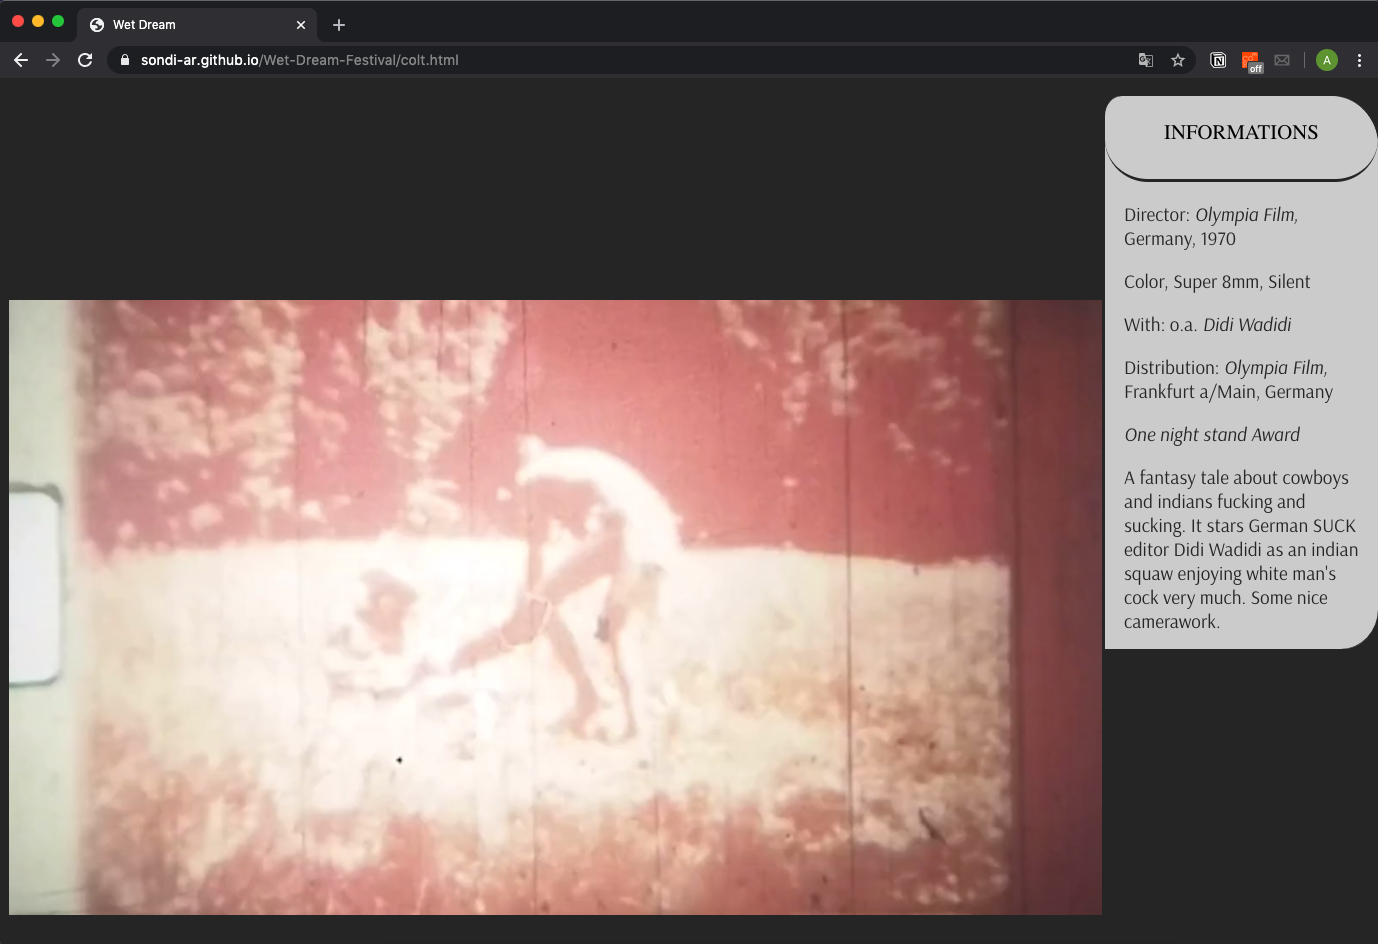 Wet Dream
sondi-ar.github.io/Wet-Dream-Festival/colt.html
off
A
INFORMATIONS
Director: Olympia Film,
Germany, 1970
Color, Super 8mm, Silent
With: o.a. Didi Wadidi
Distribution: Olympia Film,
Frankfurt a/Main, Germany
One night stand Award
A fantasy tale about cowboys
and indians fucking and
sucking. It stars German SUCK
editor Didi Wadidi as an indian
squaw enjoying white man's
cock very much. Some nice
camerawork.